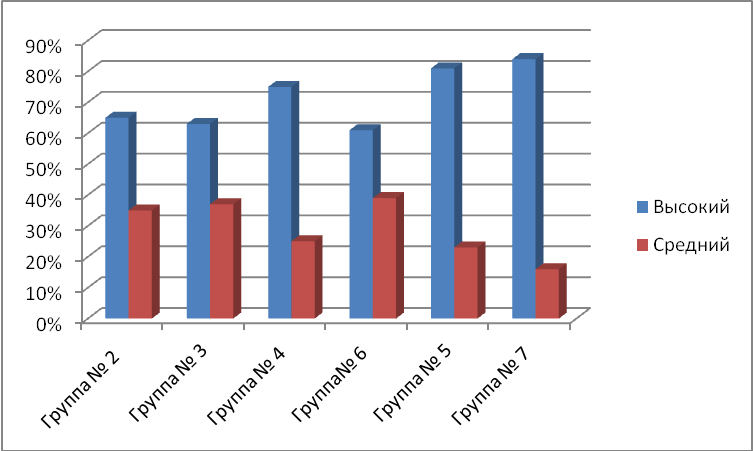 90%
80%
70%
60%
50%
40%
30%
20%
10%
0%
Группа № 2
Группа № 3
Группа № 4
Группа№ 6
Группа № 5
Группа № 7
Высокий
Средний